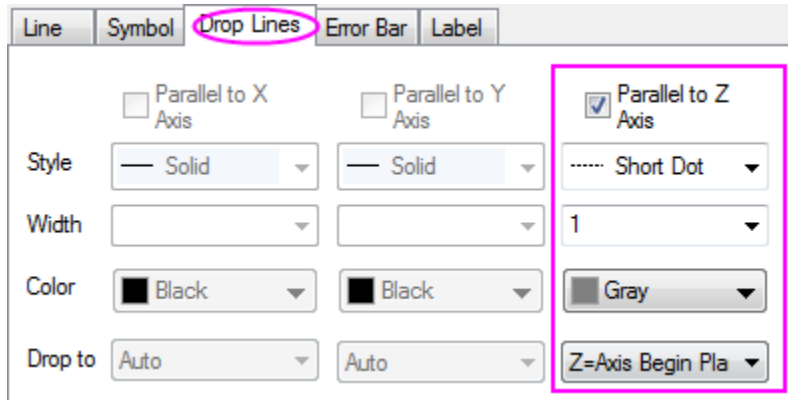 Line Symbol Drop Lines Error Bar Label
Parallel to X Axis Parallel to Y Axis Parallel to Z Axis
Style Solid Solid Short Dot
Width 1
Color Black Black Gray
Drop to Auto Auto Z=Axis Begin Pla